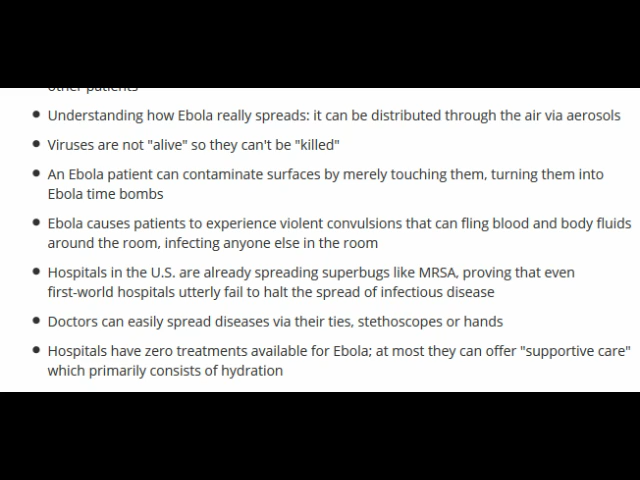 other patients
Understanding how Ebola really spreads: it can be distributed through the air via aerosols
Viruses are not "alive" so they can't be "killed"
An Ebola patient can contaminate surfaces by merely touching them, turning them into
Ebola time bombs
Ebola causes patients to experience violent convulsions that can fling blood and body fluids
around the room, infecting anyone else in the room
Hospitals in the U.S. are already spreading superbugs like MRSA, proving that even
first-world hospitals utterly fail to halt the spread of infectious disease
Doctors can easily spread diseases via their ties, stethoscopes or hands
Hospitals have zero treatments available for Ebola; at most they can offer "supportive care"
which primarily consists of hydration